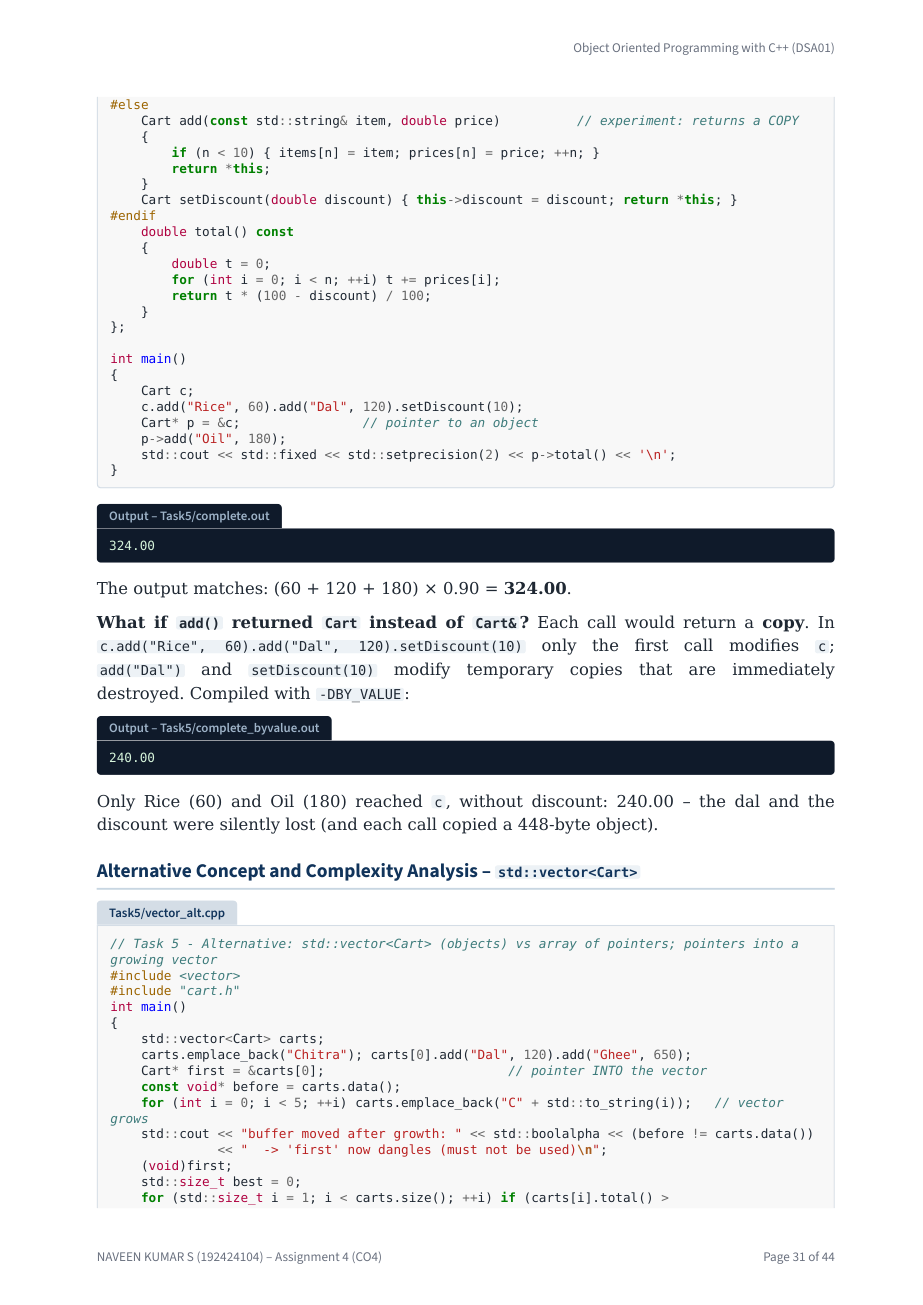 Object Oriented Programming with C++ (DSA01)
#else
    Cart add(const std::string& item, double price)          // experiment: returns a COPY
    {
        if (n < 10) { items[n] = item; prices[n] = price; ++n; }
        return *this;
    }
    Cart setDiscount(double discount) { this->discount = discount; return *this; }
#endif
    double total() const
    {
        double t = 0;
        for (int i = 0; i < n; ++i) t += prices[i];
        return t * (100 - discount) / 100;
    }
};

int main()
{
    Cart c;
    c.add("Rice", 60).add("Dal", 120).setDiscount(10);
    Cart* p = &c;                // pointer to an object
    p->add("Oil", 180);
    std::cout << std::fixed << std::setprecision(2) << p->total() << '\n';
}
Output – Task5/complete.out
324.00
The output matches: (60 + 120 + 180) × 0.90 = 324.00.
What if add() returned Cart instead of Cart&? Each call would return a copy. In
c.add("Rice", 60).add("Dal", 120).setDiscount(10) only the first call modifies c;
add("Dal") and setDiscount(10) modify temporary copies that are immediately
destroyed. Compiled with -DBY_VALUE:
Output – Task5/complete_byvalue.out
240.00
Only Rice (60) and Oil (180) reached c, without discount: 240.00 – the dal and the
discount were silently lost (and each call copied a 448-byte object).
Alternative Concept and Complexity Analysis – std::vector<Cart>
Task5/vector_alt.cpp
// Task 5 - Alternative: std::vector<Cart> (objects) vs array of pointers; pointers into a
growing vector
#include <vector>
#include "cart.h"
int main()
{
    std::vector<Cart> carts;
    carts.emplace_back("Chitra"); carts[0].add("Dal", 120).add("Ghee", 650);
    Cart* first = &carts[0];                        // pointer INTO the vector
    const void* before = carts.data();
    for (int i = 0; i < 5; ++i) carts.emplace_back("C" + std::to_string(i));   // vector
grows
    std::cout << "buffer moved after growth: " << std::boolalpha << (before != carts.data())
              << "  -> 'first' now dangles (must not be used)\n";
    (void)first;
    std::size_t best = 0;
    for (std::size_t i = 1; i < carts.size(); ++i) if (carts[i].total() >
NAVEEN KUMAR S (192424104) – Assignment 4 (CO4)
Page 31 of 44